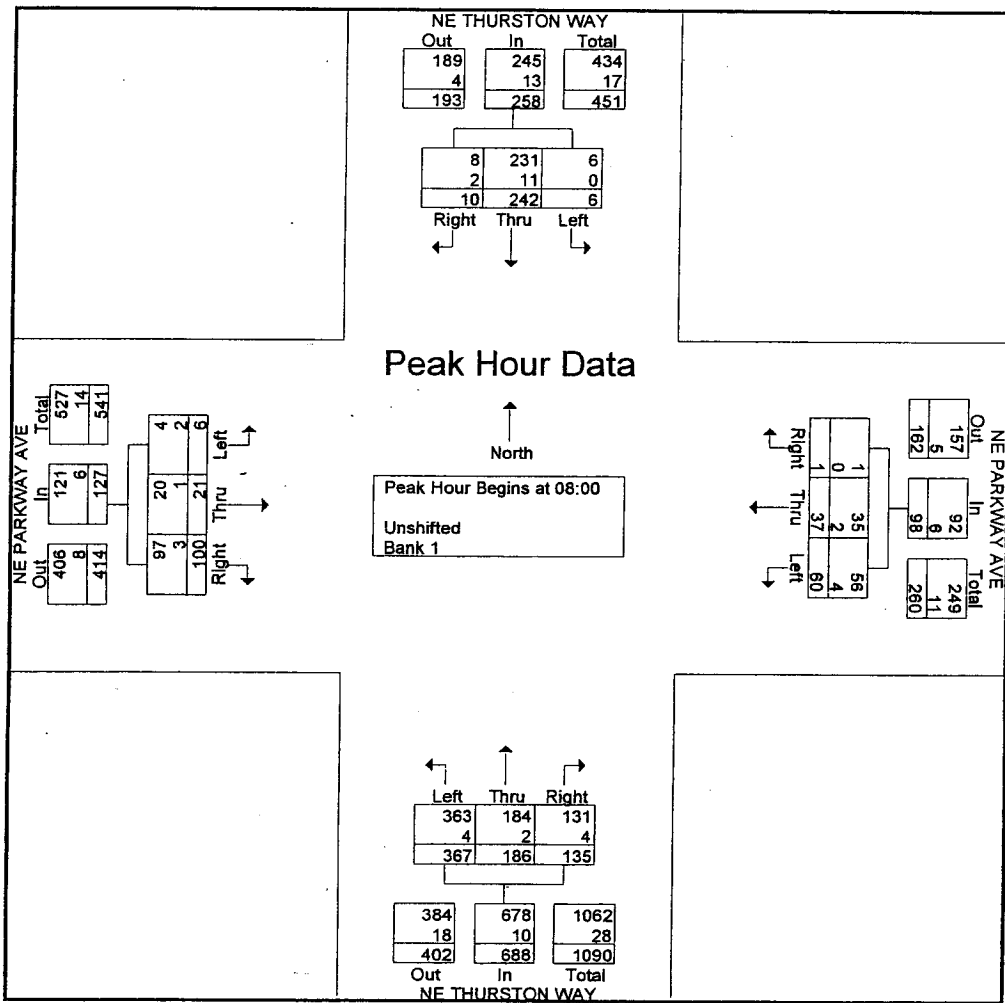 NE THURSTON WAY
Out In Total
189 245 434
4 13 17
193 258 451
8 231 6
2 11 0
10 242 6
Right Thru Left
Peak Hour Data
North
Peak Hour Begins at 08:00
Unshifted
Bank 1
NE PARKWAY AVE
Total
527
14
541
In
121
6
127
Out
406
8
414
4 2 6
Left
20 1 21
Thru
97 3 100
Right
NE PARKWAY AVE
Out
157
5
162
In
92
6
98
Total
249
11
260
Right
1 0 1
Thru
35 2 37
Left
56 4 60
Left Thru Right
363 184 131
4 2 4
367 186 135
384 678 1062
18 10 28
402 688 1090
Out In Total
NE THURSTON WAY